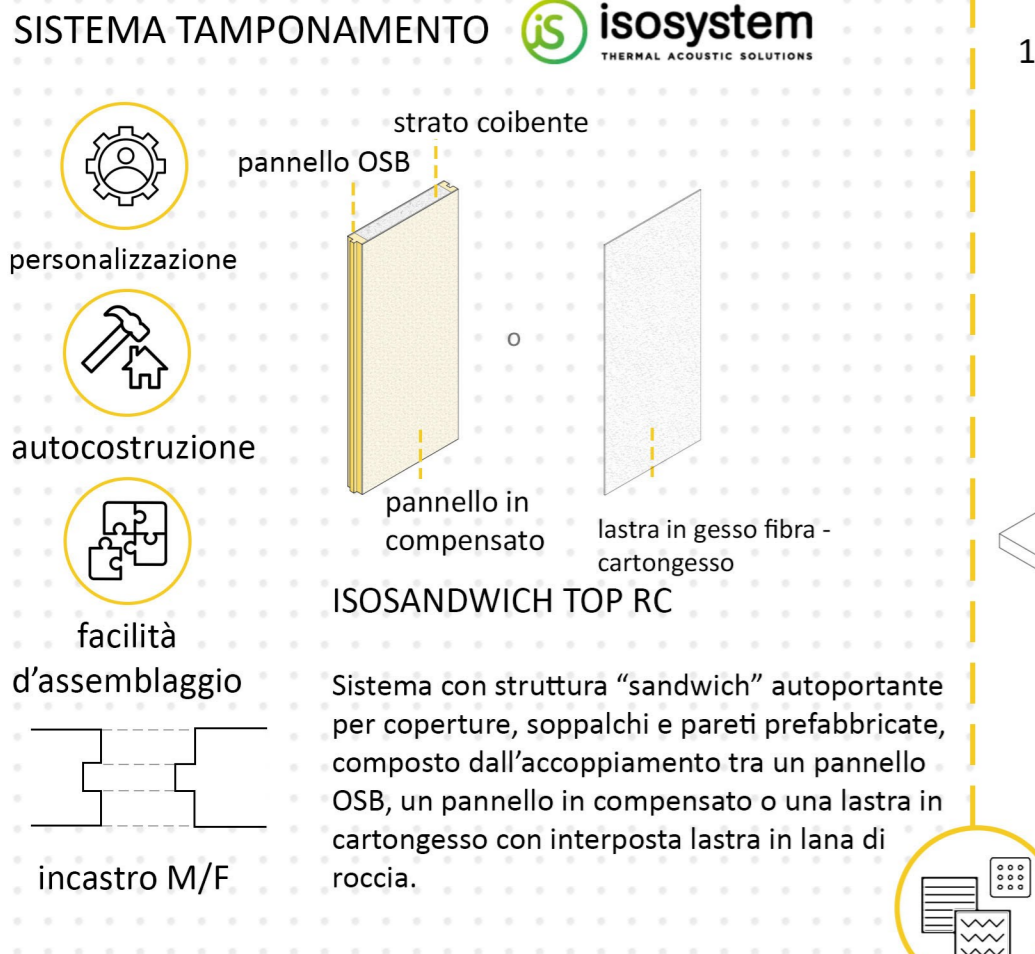 SISTEMA TAMPONAMENTO
iS isosystem
THERMAL ACOUSTIC SOLUTIONS
1
strato coibente
pannello OSB
personalizzazione
o
autocostruzione
pannello in
compensato
lastra in gesso fibra -
cartongesso
ISOSANDWICH TOP RC
facilità
d’assemblaggio
Sistema con struttura “sandwich” autoportante
per coperture, soppalchi e pareti prefabbricate,
composto dall’accoppiamento tra un pannello
OSB, un pannello in compensato o una lastra in
cartongesso con interposta lastra in lana di
roccia.
incastro M/F